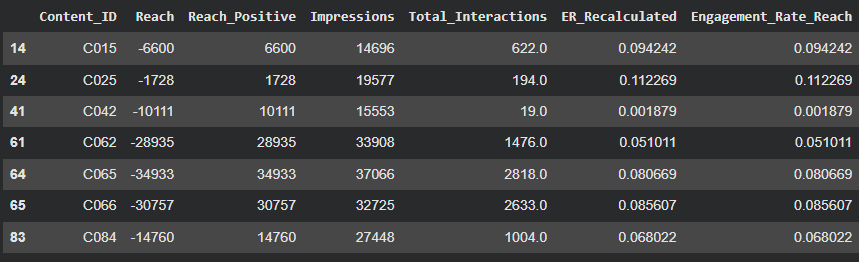 Content_ID Reach Reach_Positive Impressions Total_Interactions ER_Recalculated Engagement_Rate_Reach
14 C015 -6600 6600 14696 622.0 0.094242 0.094242
24 C025 -1728 1728 19577 194.0 0.112269 0.112269
41 C042 -10111 10111 15553 19.0 0.001879 0.001879
61 C062 -28935 28935 33908 1476.0 0.051011 0.051011
64 C065 -34933 34933 37066 2818.0 0.080669 0.080669
65 C066 -30757 30757 32725 2633.0 0.085607 0.085607
83 C084 -14760 14760 27448 1004.0 0.068022 0.068022